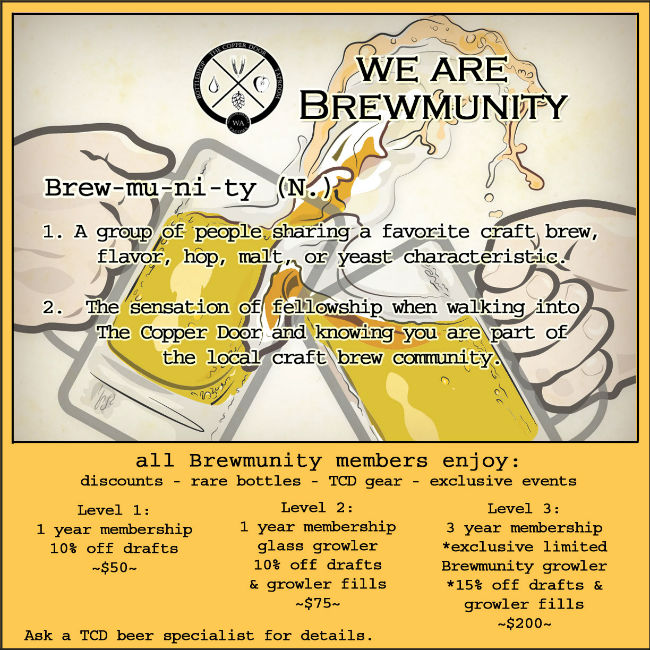 THE COPPER DOOR
WA
WE ARE
BREWMUNITY
Brew-mu-ni-ty (N.)
1. A group of people sharing a favorite craft brew,
flavor, hop, malt, or yeast characteristic.
2. The sensation of fellowship when walking into
The Copper Door and knowing you are part of
the local craft brew community.
all Brewmunity members enjoy:
discounts - rare bottles - TCD gear - exclusive events
Level 1:
1 year membership
10% off drafts
~$50~
Level 2:
1 year membership
glass growler
10% off drafts
& growler fills
~$75~
Level 3:
3 year membership
*exclusive limited
Brewmunity growler
*15% off drafts &
growler fills
~$200~
Ask a TCD beer specialist for details.